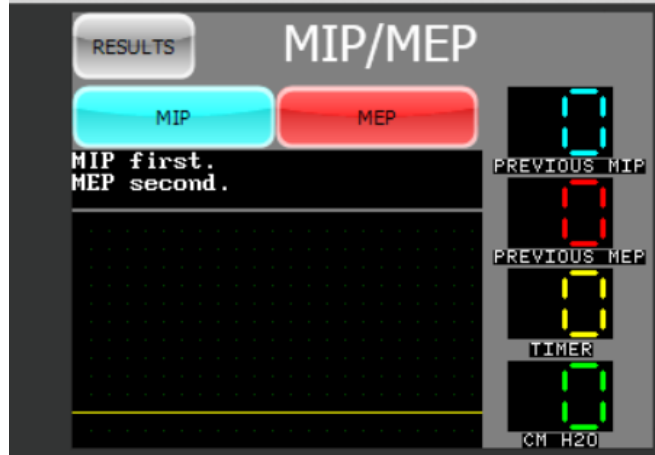 RESULTS
MIP/MEP
MIP
MEP
MIP first.
MEP second.
0
PREVIOUS MIP
0
PREVIOUS MEP
0
TIMER
0
CM H2O